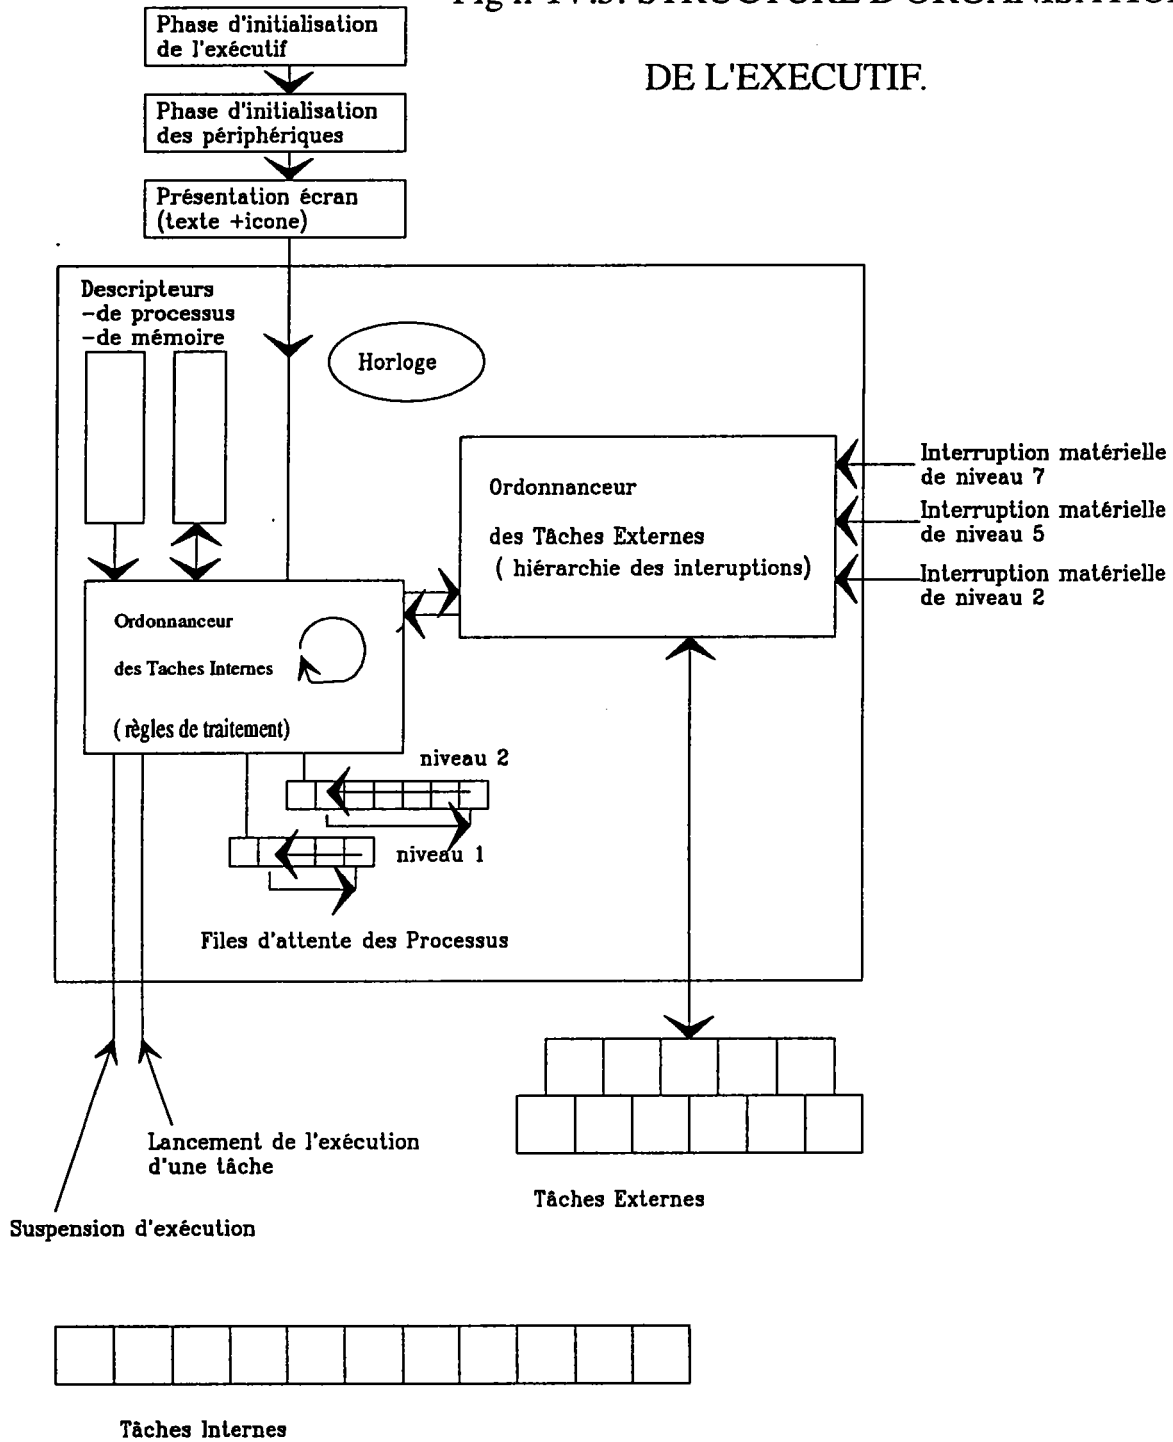 STRUCTURE D'ORGANISATIO
DE L'EXECUTIF.
Phase d'initialisation
de l'exécutif
Phase d'initialisation
des périphériques
Présentation écran
(texte +icone)
Descripteurs
-de processus
-de mémoire
Horloge
Ordonnanceur
des Tâches Externes
( hiérarchie des interuptions)
Interruption matérielle
de niveau 7
Interruption matérielle
de niveau 5
Interruption matérielle
de niveau 2
Ordonnanceur
des Taches Internes
( règles de traitement)
niveau 2
niveau 1
Files d'attente des Processus
Lancement de l'exécution
d'une tâche
Suspension d'exécution
Tâches Externes
Tâches Internes